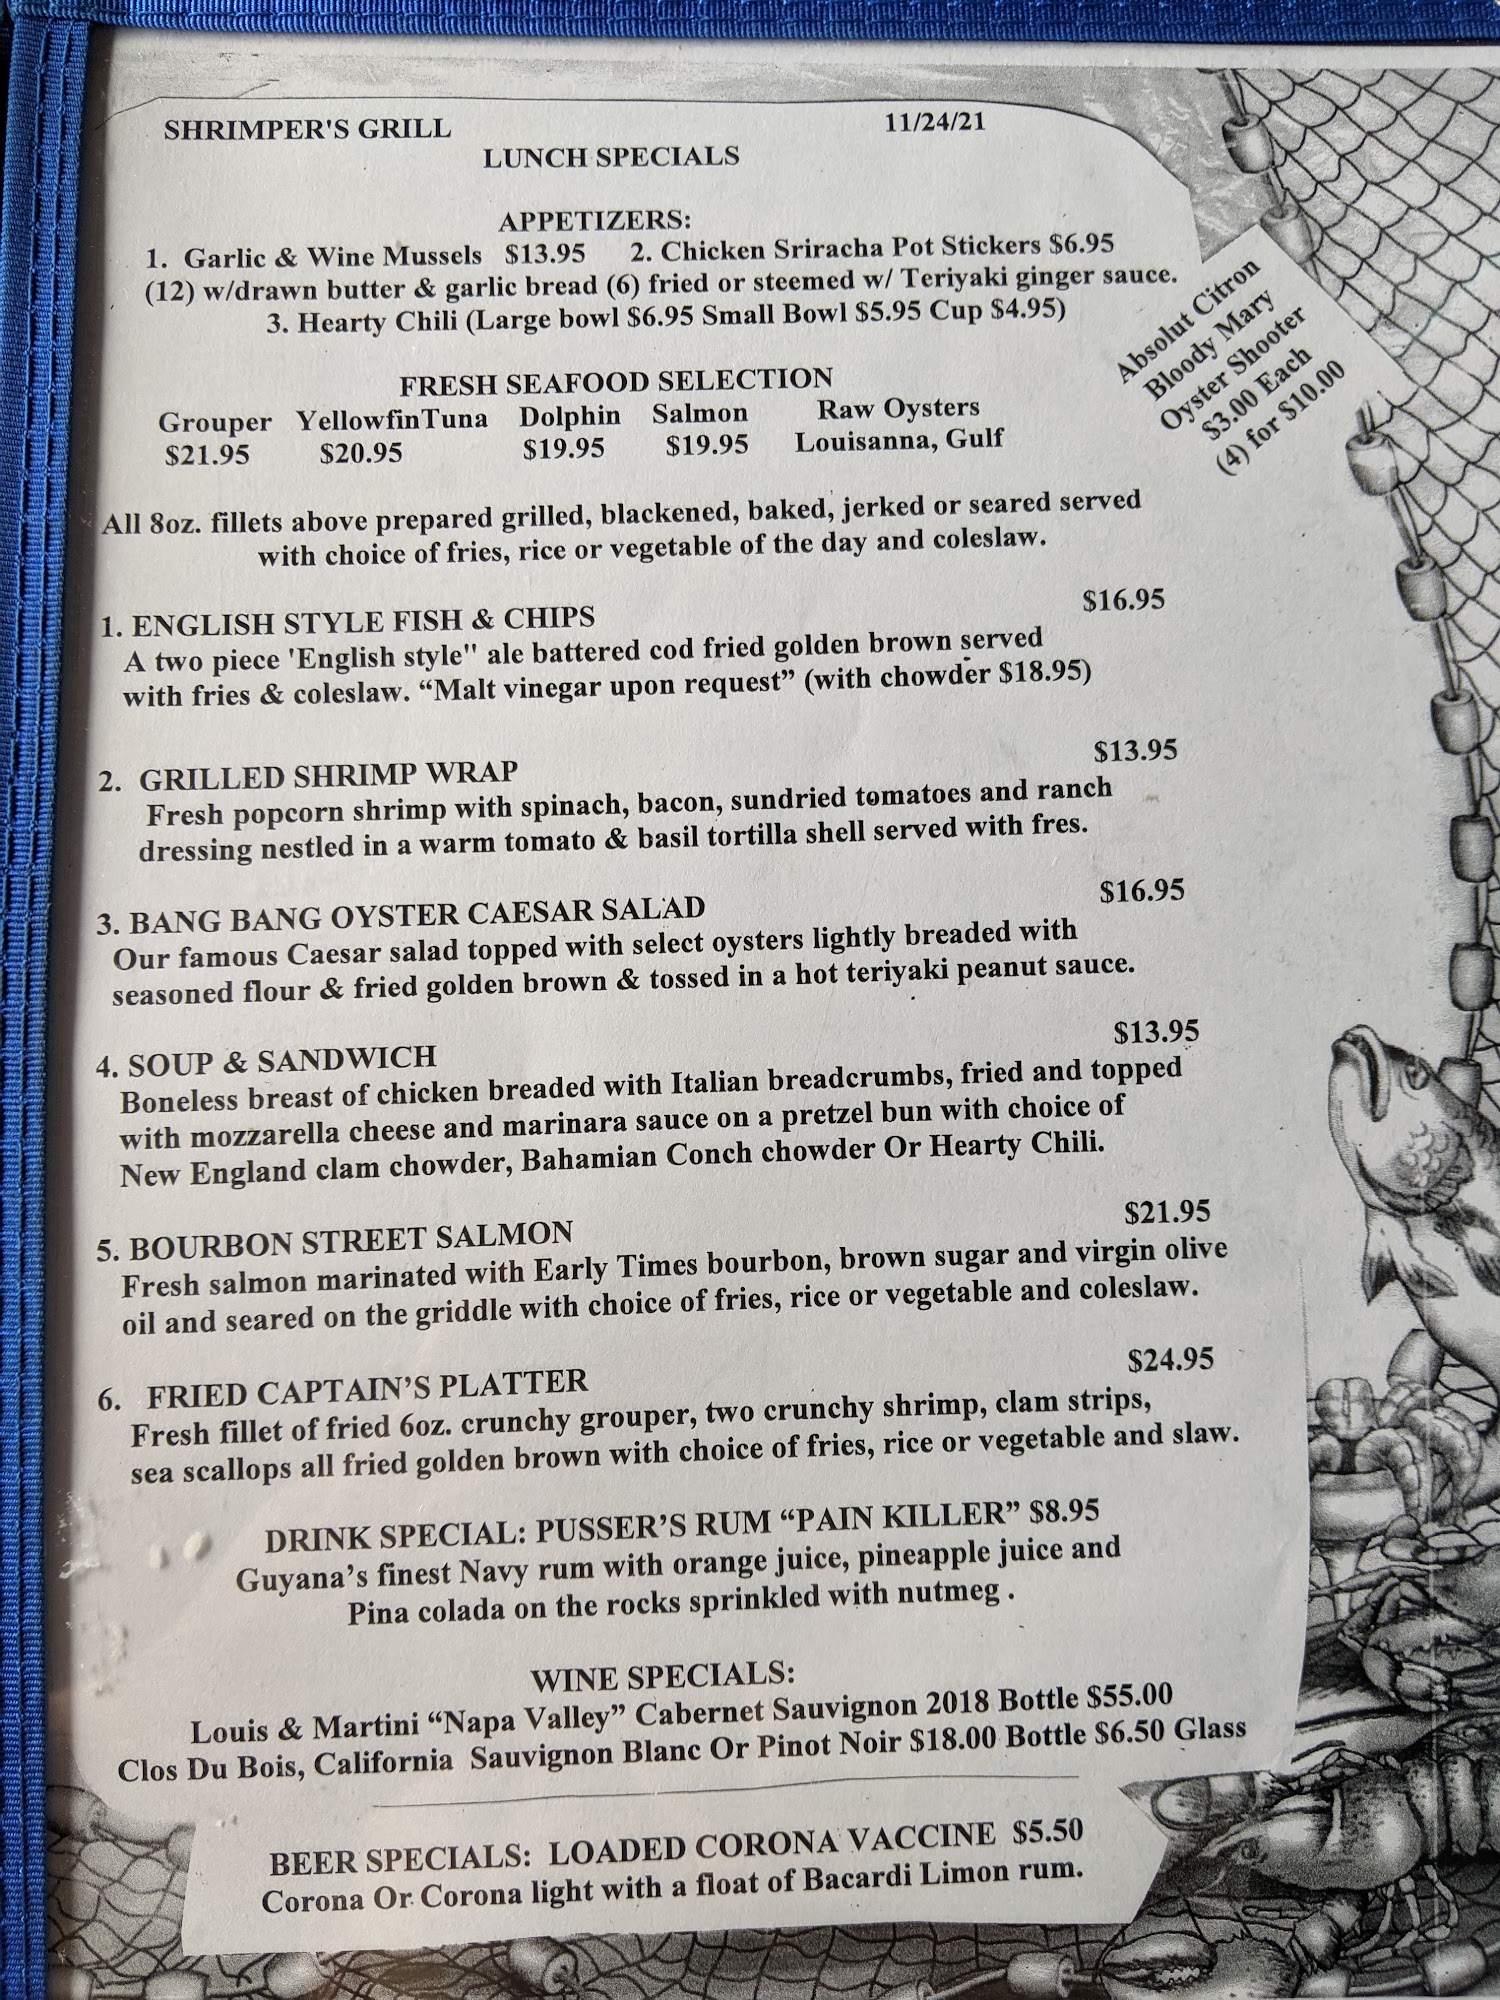 SHRIMPER'S GRILL 11/24/21
LUNCH SPECIALS
APPETIZERS:
1. Garlic & Wine Mussels $13.95 2. Chicken Sriracha Pot Stickers $6.95
(12) w/drawn butter & garlic bread (6) fried or steemed w/ Teriyaki ginger sauce.
3. Hearty Chili (Large bowl $6.95 Small Bowl $5.95 Cup $4.95)
Absolut Citron
Bloody Mary
Oyster Shooter
$3.00 Each
(4) for $10.00
FRESH SEAFOOD SELECTION
Grouper YellowfinTuna Dolphin Salmon Raw Oysters
$21.95 $20.95 $19.95 $19.95 Louisanna, Gulf
All 8oz. fillets above prepared grilled, blackened, baked, jerked or seared served
with choice of fries, rice or vegetable of the day and coleslaw.
1. ENGLISH STYLE FISH & CHIPS $16.95
A two piece 'English style" ale battered cod fried golden brown served
with fries & coleslaw. “Malt vinegar upon request” (with chowder $18.95)
2. GRILLED SHRIMP WRAP $13.95
Fresh popcorn shrimp with spinach, bacon, sundried tomatoes and ranch
dressing nestled in a warm tomato & basil tortilla shell served with fres.
3. BANG BANG OYSTER CAESAR SALAD $16.95
Our famous Caesar salad topped with select oysters lightly breaded with
seasoned flour & fried golden brown & tossed in a hot teriyaki peanut sauce.
4. SOUP & SANDWICH $13.95
Boneless breast of chicken breaded with Italian breadcrumbs, fried and topped
with mozzarella cheese and marinara sauce on a pretzel bun with choice of
New England clam chowder, Bahamian Conch chowder Or Hearty Chili.
5. BOURBON STREET SALMON $21.95
Fresh salmon marinated with Early Times bourbon, brown sugar and virgin olive
oil and seared on the griddle with choice of fries, rice or vegetable and coleslaw.
6. FRIED CAPTAIN’S PLATTER $24.95
Fresh fillet of fried 6oz. crunchy grouper, two crunchy shrimp, clam strips,
sea scallops all fried golden brown with choice of fries, rice or vegetable and slaw.
DRINK SPECIAL: PUSSER’S RUM “PAIN KILLER” $8.95
Guyana’s finest Navy rum with orange juice, pineapple juice and
Pina colada on the rocks sprinkled with nutmeg .
WINE SPECIALS:
Louis & Martini “Napa Valley” Cabernet Sauvignon 2018 Bottle $55.00
Clos Du Bois, California Sauvignon Blanc Or Pinot Noir $18.00 Bottle $6.50 Glass
BEER SPECIALS: LOADED CORONA VACCINE $5.50
Corona Or Corona light with a float of Bacardi Limon rum.